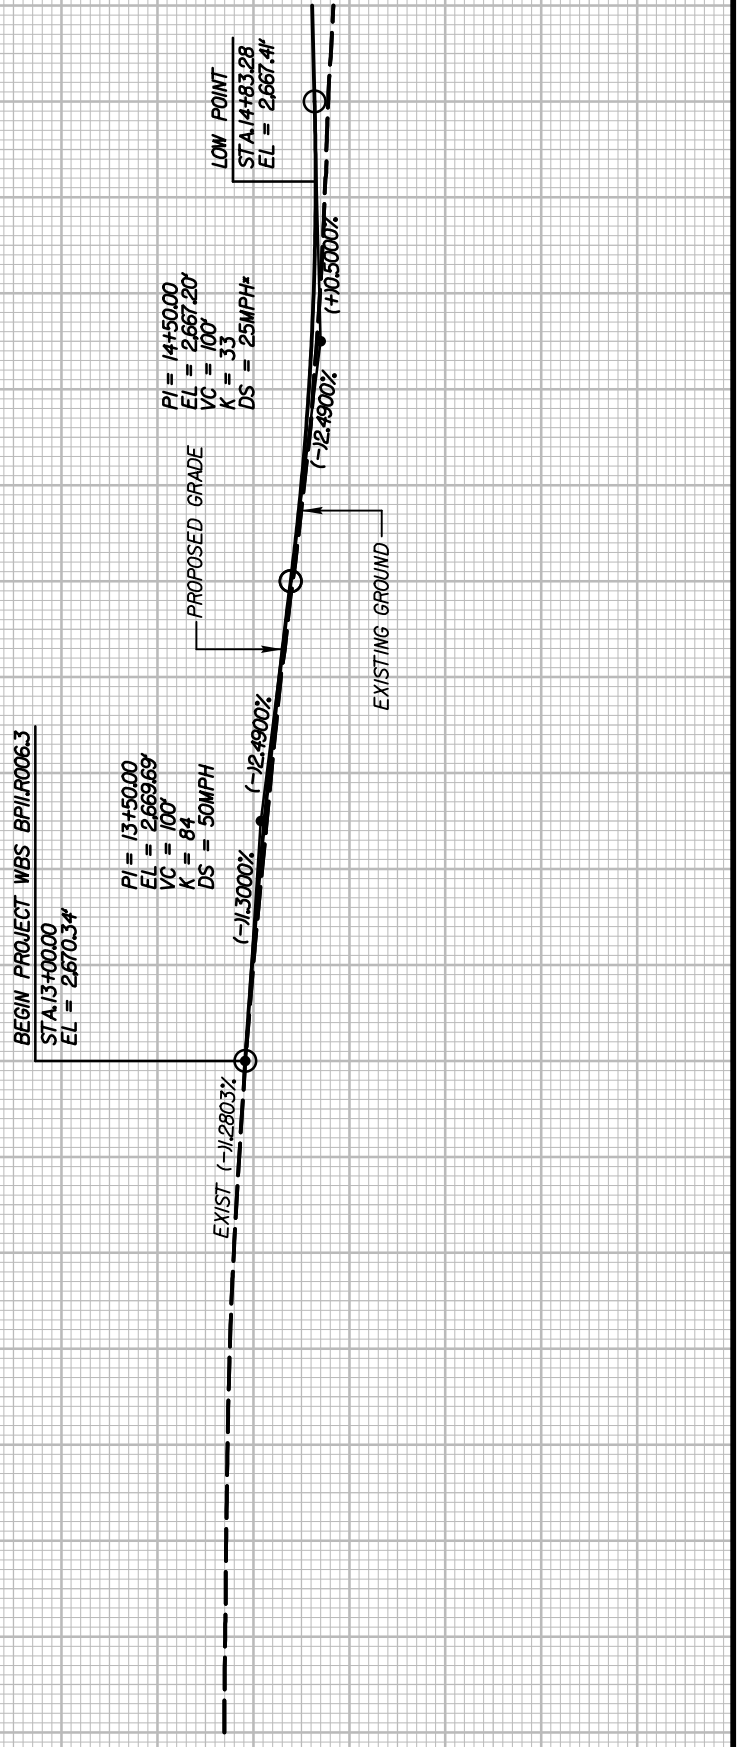 BEGIN PROJECT WBS BP11.R006.3
STA.13+00.00
EL = 2,670.34'
EXIST (-)1.2803%
PI = 13+50.00
EL = 2,669.69'
VC = 100'
K = 84
DS = 50MPH
(-)1.3000%
(-)2.4900%
PROPOSED GRADE
EXISTING GROUND
PI = 14+50.00
EL = 2,667.20'
VC = 100'
K = 33
DS = 25MPH*
(-)2.4900%
(+)0.5000%
LOW POINT
STA.14+83.28
EL = 2,667.41'